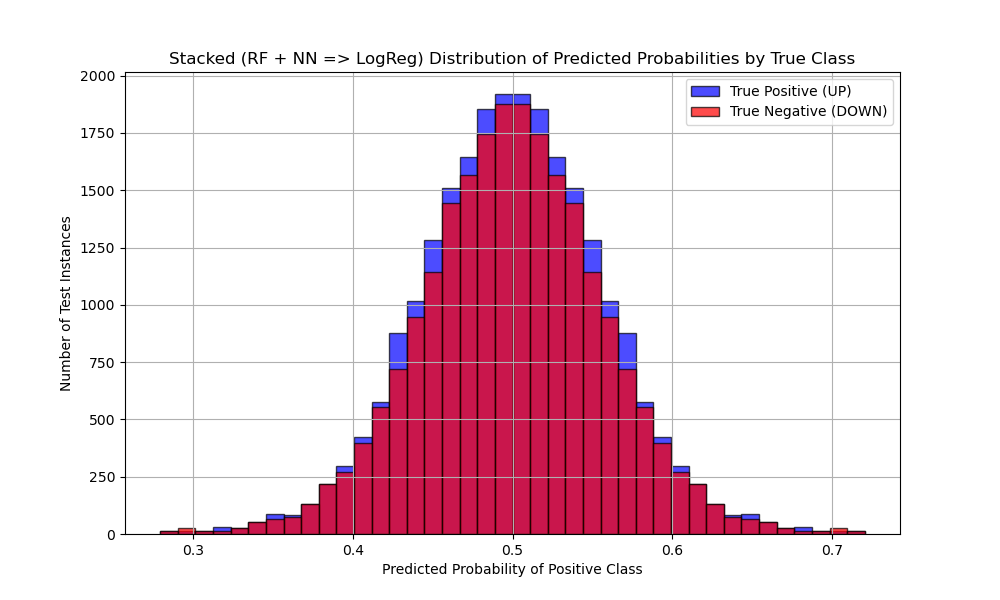 Stacked (RF + NN => LogReg) Distribution of Predicted Probabilities by True Class
2000
1750
1500
1250
1000
750
500
250
0
Number of Test Instances
True Positive (UP)
True Negative (DOWN)
0.3
0.4
0.5
0.6
0.7
Predicted Probability of Positive Class